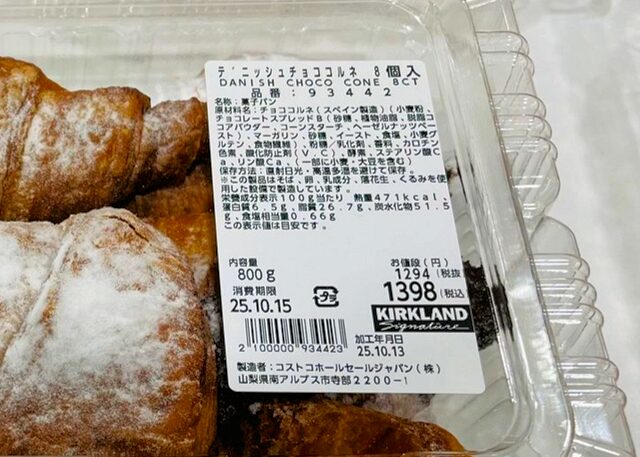 デニッシュチョココルネ 8個入
DANISH CHOCO CONE 8CT
品番:93442
名称:菓子パン
原材料名:チョココルネ(スペイン製造)(小麦粉、
チョコレートスプレッドB(砂糖、植物油脂、脱脂コ
コアパウダー、コーンスターチ、ヘーゼルナッツペー
スト)、マーガリン、砂糖、イースト、食塩、小麦グ
ルテン、食物繊維)、粉糖/乳化剤、香料、カロチン
色素、酸化防止剤(V.C)、酵素、ステアリン酸C
a、リン酸Ca、(一部に小麦・大豆を含む)
保存方法:直射日光・高温多湿を避けて保存。
※この製品はそば、卵、乳成分、落花生、くるみを使
用した設備で製造しています。
栄養成分表示100g当たり 熱量471kcal、
蛋白質6.5g、脂質26.7g、炭水化物51.5
g、食塩相当量0.66g
この表示値は目安です。
内容量
800g
お値段(円)
1294(税抜
1398(税込
消費期限
25.10.15
プラ
KIRKLAND
Signature
2100000934423
加工年月日
25.10.13
製造者:コストコホールセールジャパン(株)
山梨県南アルプス市寺部2200-1